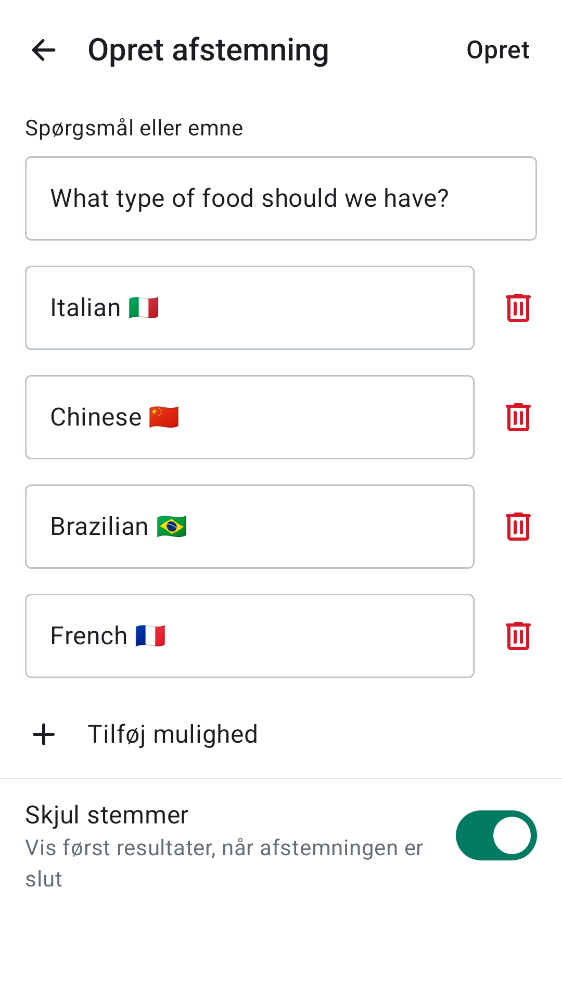 Opret afstemning
Opret
Spørgsmål eller emne
What type of food should we have?
Italian 🇮🇹
Chinese 🇨🇳
Brazilian 🇧🇷
French 🇫🇷
Tilføj mulighed
Skjul stemmer
Vis først resultater, når afstemningen er
slut